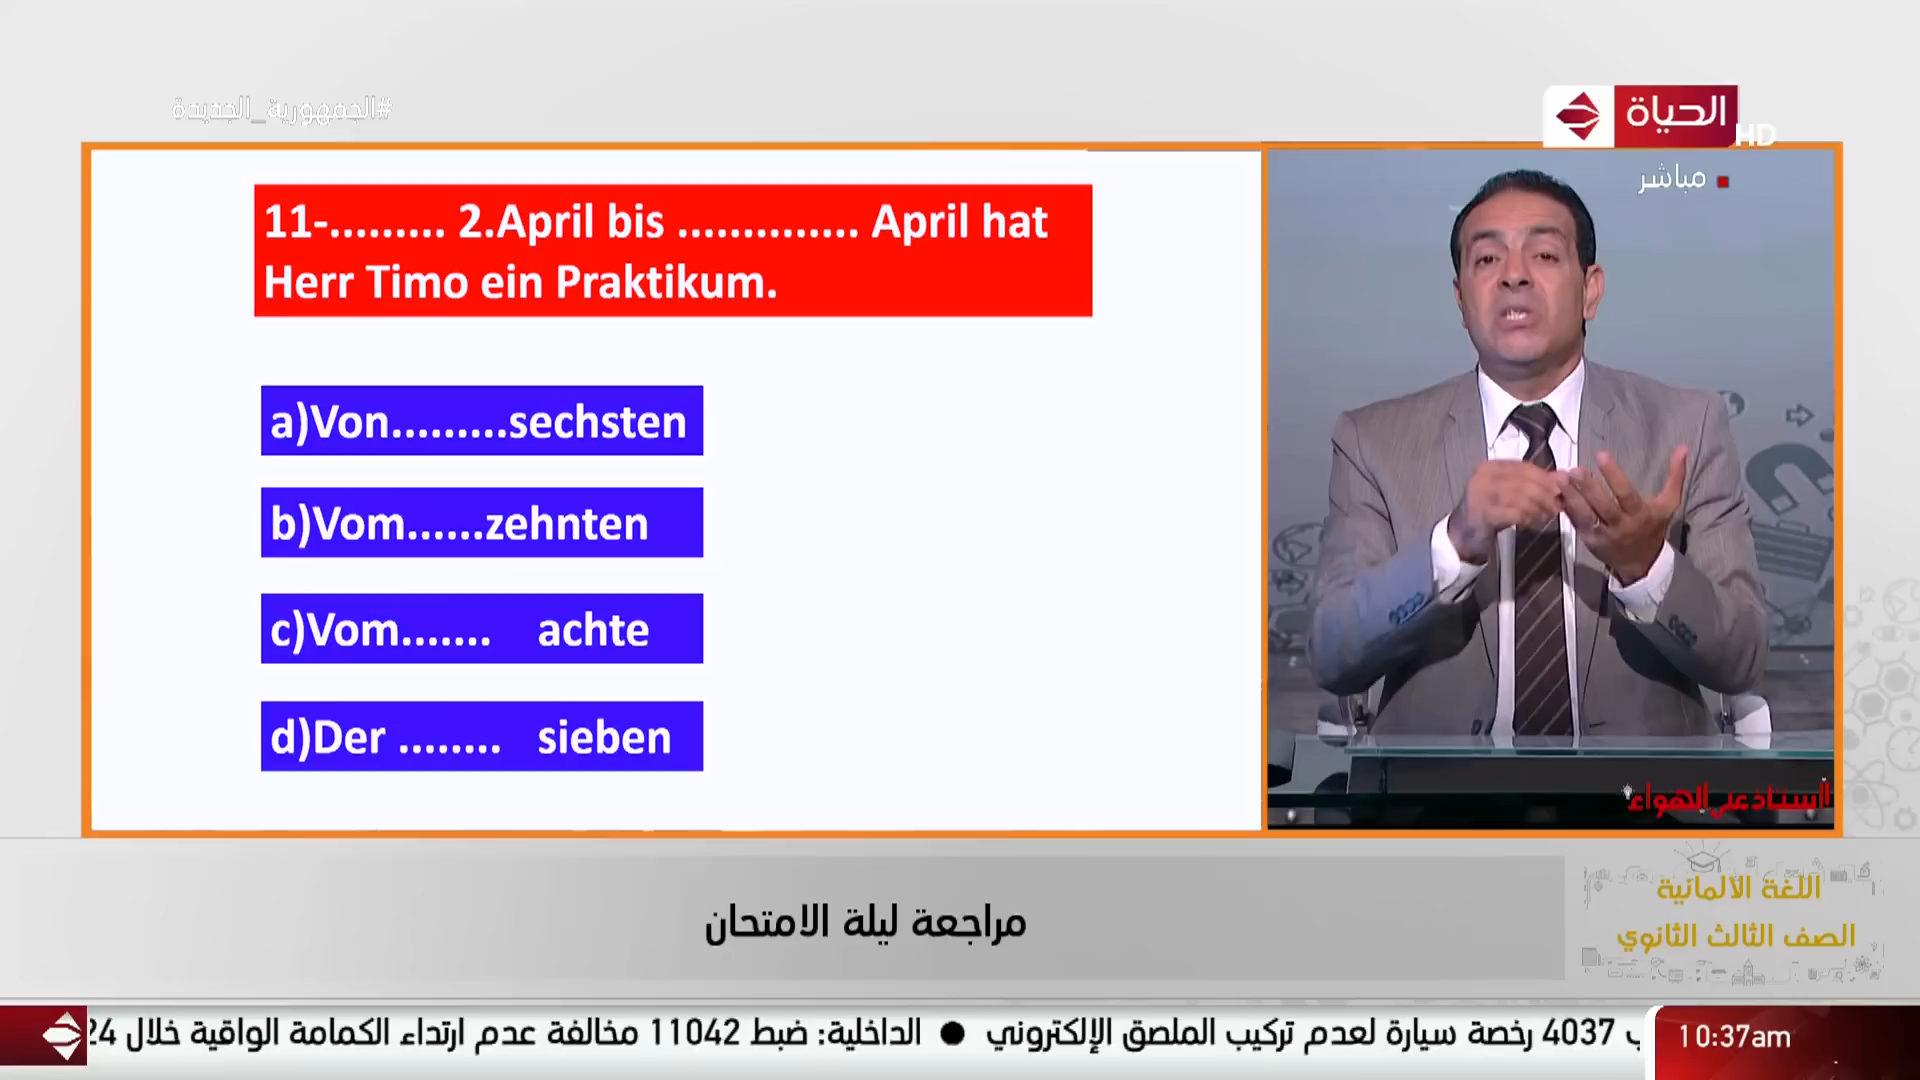 #الجمهورية_الجديدة
الحياة
HD
مباشر
11-......... 2.April bis .............. April hat
Herr Timo ein Praktikum.
a)Von.........sechsten
b)Vom......zehnten
c)Vom....... achte
d)Der ........ sieben
أستاذ على الهواء
اللغة الألمانية
الصف الثالث الثانوي
مراجعة ليلة الامتحان
ب 4037 رخصة سيارة لعدم تركيب الملصق الإلكتروني ● الداخلية: ضبط 11042 مخالفة عدم ارتداء الكمامة الواقية خلال 24
10:37am